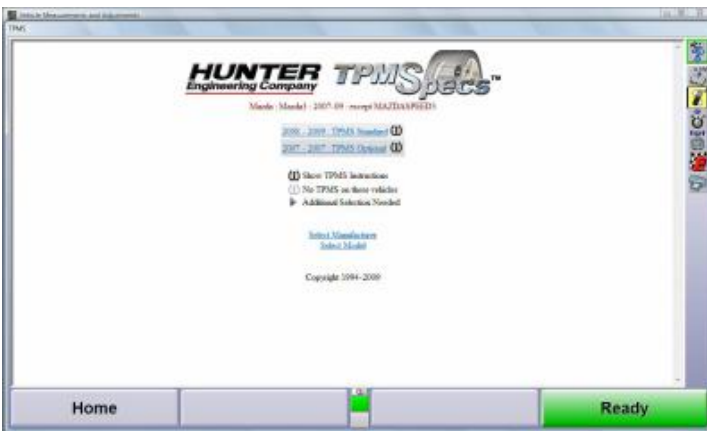 Vehicle Measurements and Adjustments
TPMS
HUNTER
Engineering Company
TPMSpecs™
Mazda : Mazda3 : 2007-09 : except MAZDASPEED3
2008 - 2009 : TPMS Standard
2007 - 2007 : TPMS Optional
Show TPMS Instructions
No TPMS on these vehicles
Additional Selection Needed
Select Manufacturer
Select Model
Copyright 1994-2009
Home
Ready